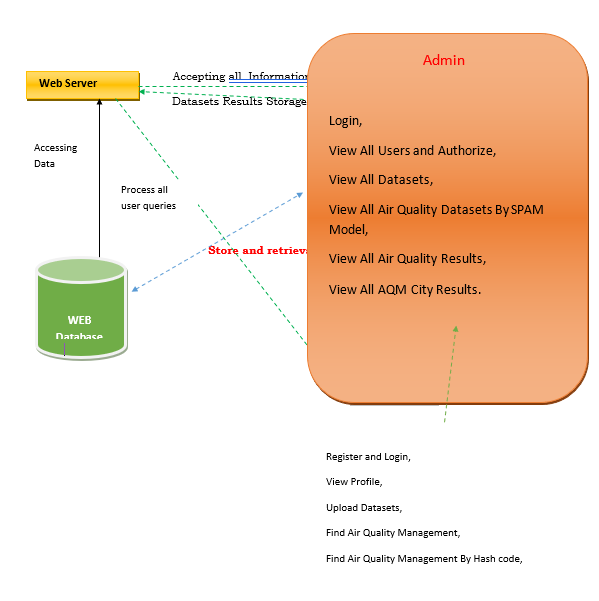 Admin
Accepting all Information
Web Server
Datasets Results Storage
Login,
Accessing
Data
View All Users and Authorize,
View All Datasets,
Process all
user queries
View All Air Quality Datasets By SPAM
Model,
Store and retrieva
View All Air Quality Results,
View All AQM City Results.
WEB
Database
Register and Login,
View Profile,
Upload Datasets,
Find Air Quality Management,
Find Air Quality Management By Hash code,